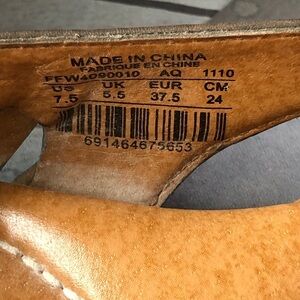 MADE IN CHINA
FABRIQUE EN CHINE
FFW4090010 AQ 1110
US UK EUR CM
7.5 5.5 37.5 24
691464675653